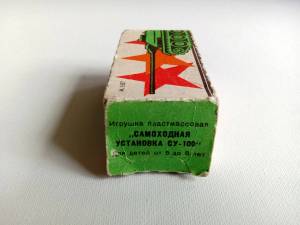 Игрушка пластмассовая
„САМОХОДНАЯ
УСТАНОВКА СУ-100"
для детей от 5 до 8 лет